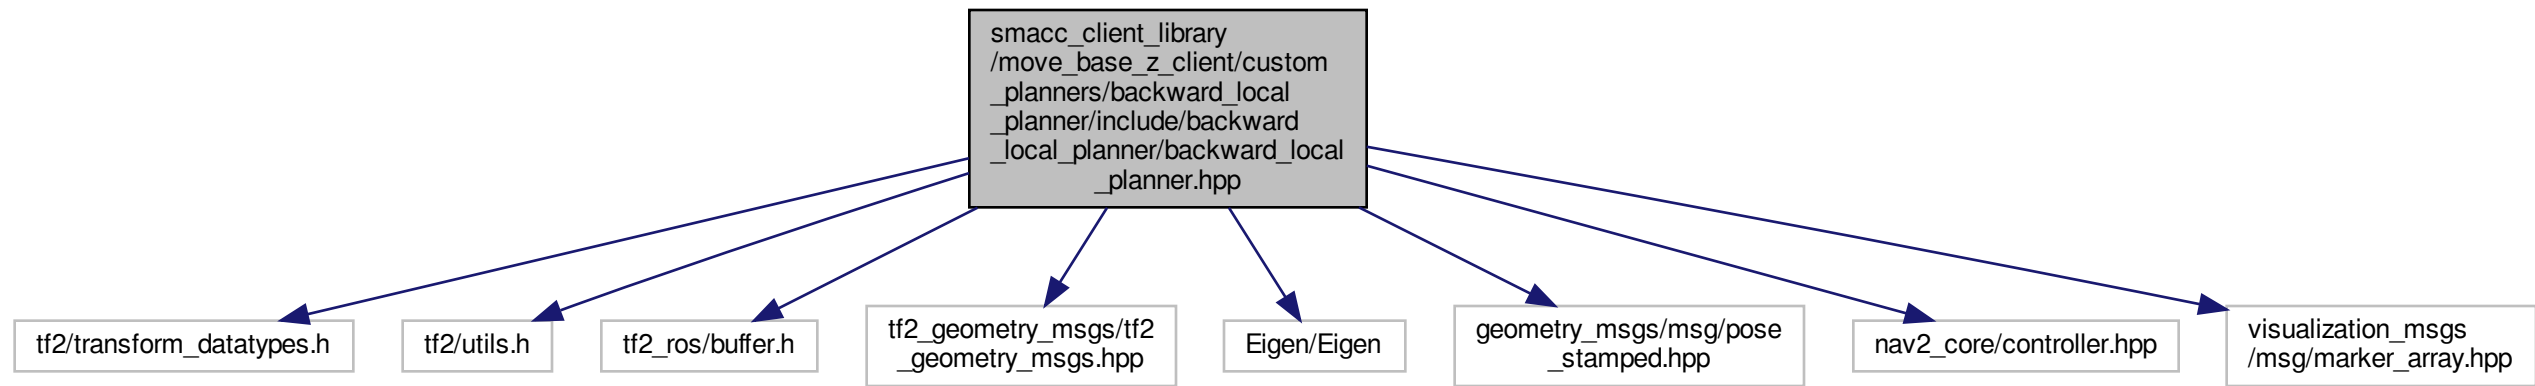 smacc_client_library
/move_base_z_client/custom
_planners/backward_local
_planner/include/backward
_local_planner/backward_local
_planner.hpp
tf2/transform_datatypes.h
tf2/utils.h
tf2_ros/buffer.h
tf2_geometry_msgs/tf2
_geometry_msgs.hpp
Eigen/Eigen
geometry_msgs/msg/pose
_stamped.hpp
nav2_core/controller.hpp
visualization_msgs
/msg/marker_array.hpp